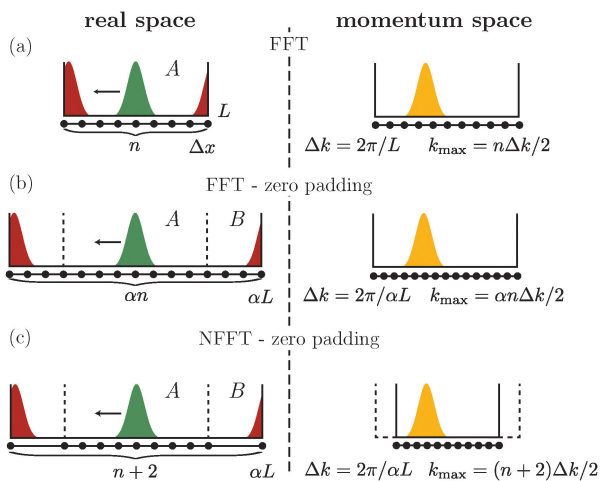 real space
momentum space
(a)
FFT
A
L
n
Δx
Δk = 2π/L
k_max = nΔk/2
(b)
FFT - zero padding
A
B
αn
αL
Δk = 2π/αL
k_max = αnΔk/2
(c)
NFFT - zero padding
A
B
n + 2
αL
Δk = 2π/αL
k_max = (n + 2)Δk/2